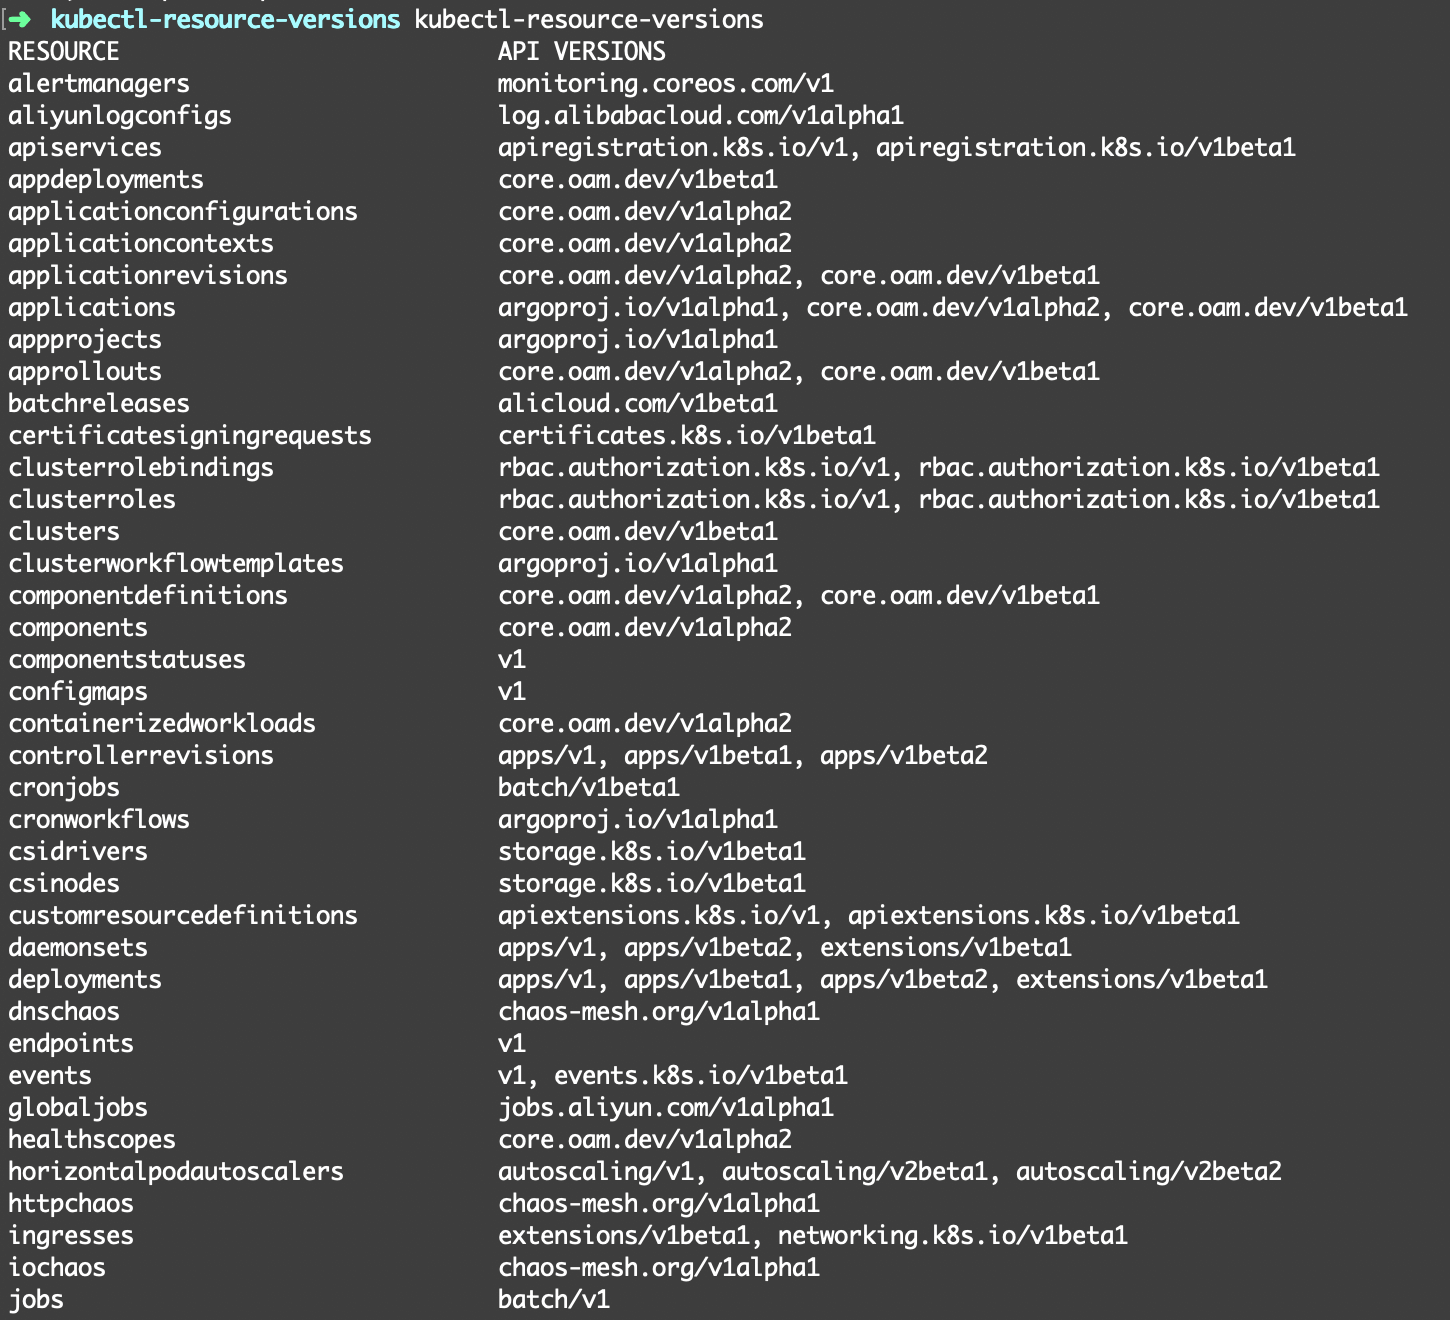 ➜ kubectl-resource-versions kubectl-resource-versions
RESOURCE API VERSIONS
alertmanagers monitoring.coreos.com/v1
aliyunlogconfigs log.alibabacloud.com/v1alpha1
apiservices apiregistration.k8s.io/v1, apiregistration.k8s.io/v1beta1
appdeployments core.oam.dev/v1beta1
applicationconfigurations core.oam.dev/v1alpha2
applicationcontexts core.oam.dev/v1alpha2
applicationrevisions core.oam.dev/v1alpha2, core.oam.dev/v1beta1
applications argoproj.io/v1alpha1, core.oam.dev/v1alpha2, core.oam.dev/v1beta1
appprojects argoproj.io/v1alpha1
approllouts core.oam.dev/v1alpha2, core.oam.dev/v1beta1
batchreleases alicloud.com/v1beta1
certificatesigningrequests certificates.k8s.io/v1beta1
clusterrolebindings rbac.authorization.k8s.io/v1, rbac.authorization.k8s.io/v1beta1
clusterroles rbac.authorization.k8s.io/v1, rbac.authorization.k8s.io/v1beta1
clusters core.oam.dev/v1beta1
clusterworkflowtemplates argoproj.io/v1alpha1
componentdefinitions core.oam.dev/v1alpha2, core.oam.dev/v1beta1
components core.oam.dev/v1alpha2
componentstatuses v1
configmaps v1
containerizedworkloads core.oam.dev/v1alpha2
controllerrevisions apps/v1, apps/v1beta1, apps/v1beta2
cronjobs batch/v1beta1
cronworkflows argoproj.io/v1alpha1
csidrivers storage.k8s.io/v1beta1
csinodes storage.k8s.io/v1beta1
customresourcedefinitions apiextensions.k8s.io/v1, apiextensions.k8s.io/v1beta1
daemonsets apps/v1, apps/v1beta2, extensions/v1beta1
deployments apps/v1, apps/v1beta1, apps/v1beta2, extensions/v1beta1
dnschaos chaos-mesh.org/v1alpha1
endpoints v1
events v1, events.k8s.io/v1beta1
globaljobs jobs.aliyun.com/v1alpha1
healthscopes core.oam.dev/v1alpha2
horizontalpodautoscalers autoscaling/v1, autoscaling/v2beta1, autoscaling/v2beta2
httpchaos chaos-mesh.org/v1alpha1
ingresses extensions/v1beta1, networking.k8s.io/v1beta1
iochaos chaos-mesh.org/v1alpha1
jobs batch/v1